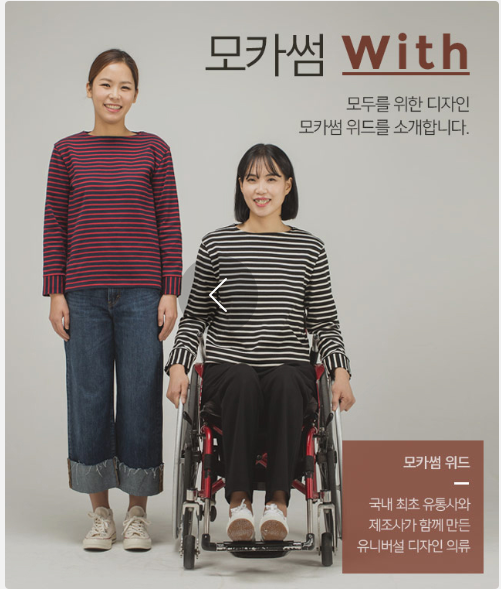 모카썸 With
모두를 위한 디자인
모카썸 위드를 소개합니다.
모카썸 위드
국내 최초 유통사와
제조사가 함께 만든
유니버설 디자인 의류